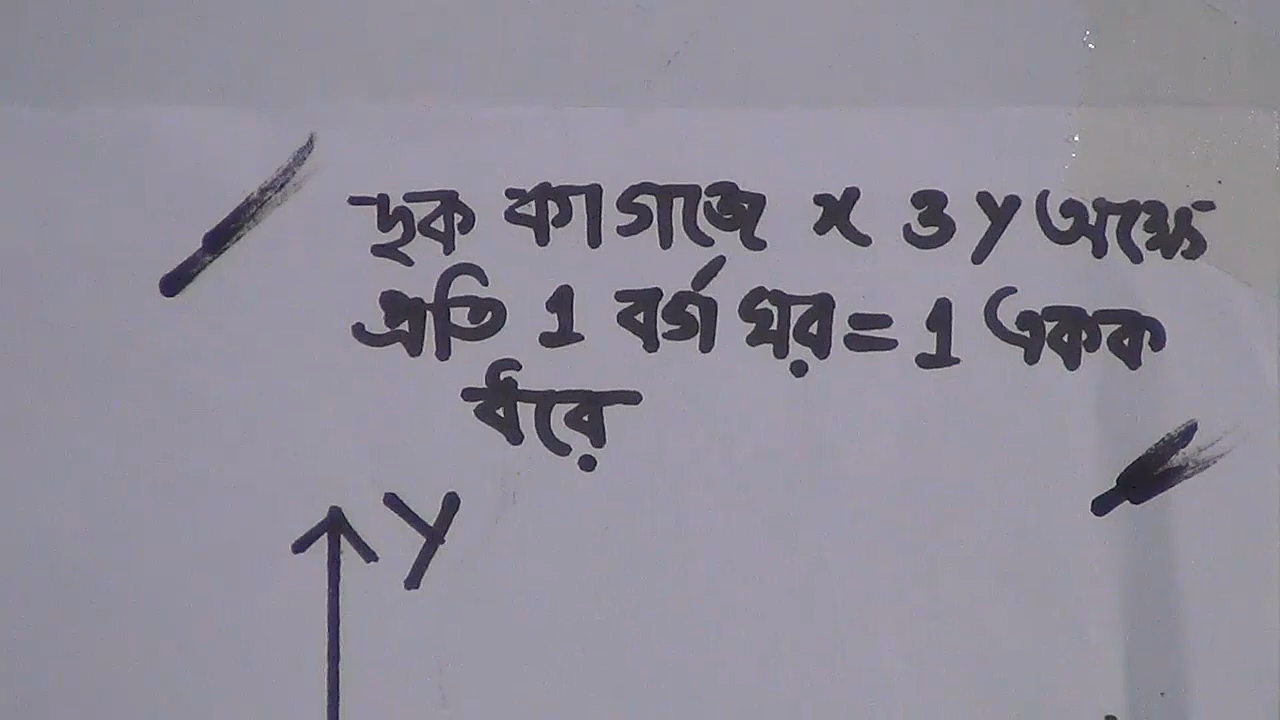 ছক কাগজে x ও y অক্ষে
প্রতি 1 বর্গ ঘর = 1 একক
ধরে
Y